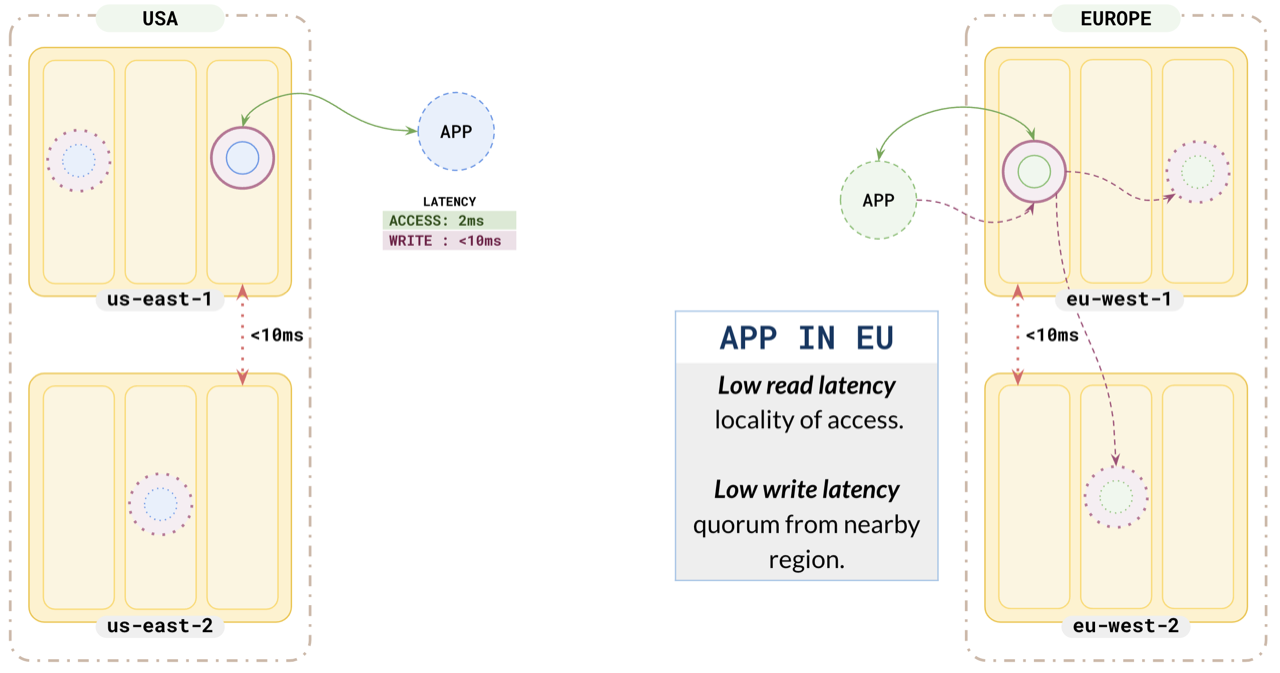 USA
APP
LATENCY
ACCESS: 2ms
WRITE : <10ms
us-east-1
<10ms
us-east-2
EUROPE
APP
eu-west-1
<10ms
eu-west-2
APP IN EU
Low read latency
locality of access.
Low write latency
quorum from nearby
region.